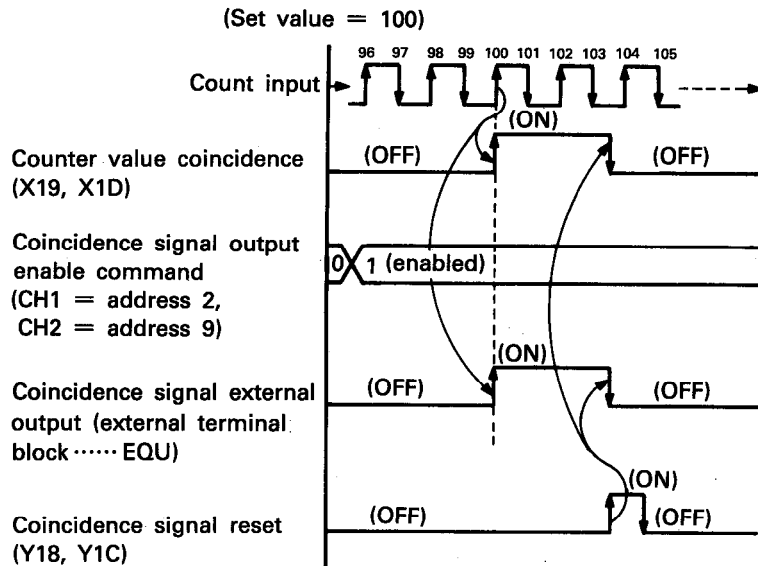 (Set value = 100)
96 97 98 99 100 101 102 103 104 105
Count input
(ON)
Counter value coincidence
(X19, X1D)
(OFF)
(OFF)
Coincidence signal output
enable command
(CH1 = address 2,
CH2 = address 9)
0 1 (enabled)
(ON)
Coincidence signal external
output (external terminal
block ······ EQU)
(OFF)
(OFF)
(ON)
Coincidence signal reset
(Y18, Y1C)
(OFF)
(OFF)